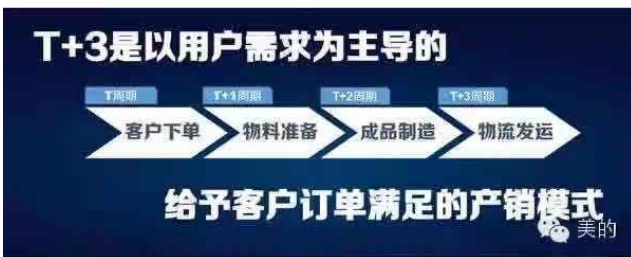 T+3是以用户需求为主导的
T周期 T+1周期 T+2周期 T+3周期
客户下单 物料准备 成品制造 物流发运
给予客户订单满足的产销模式
美的